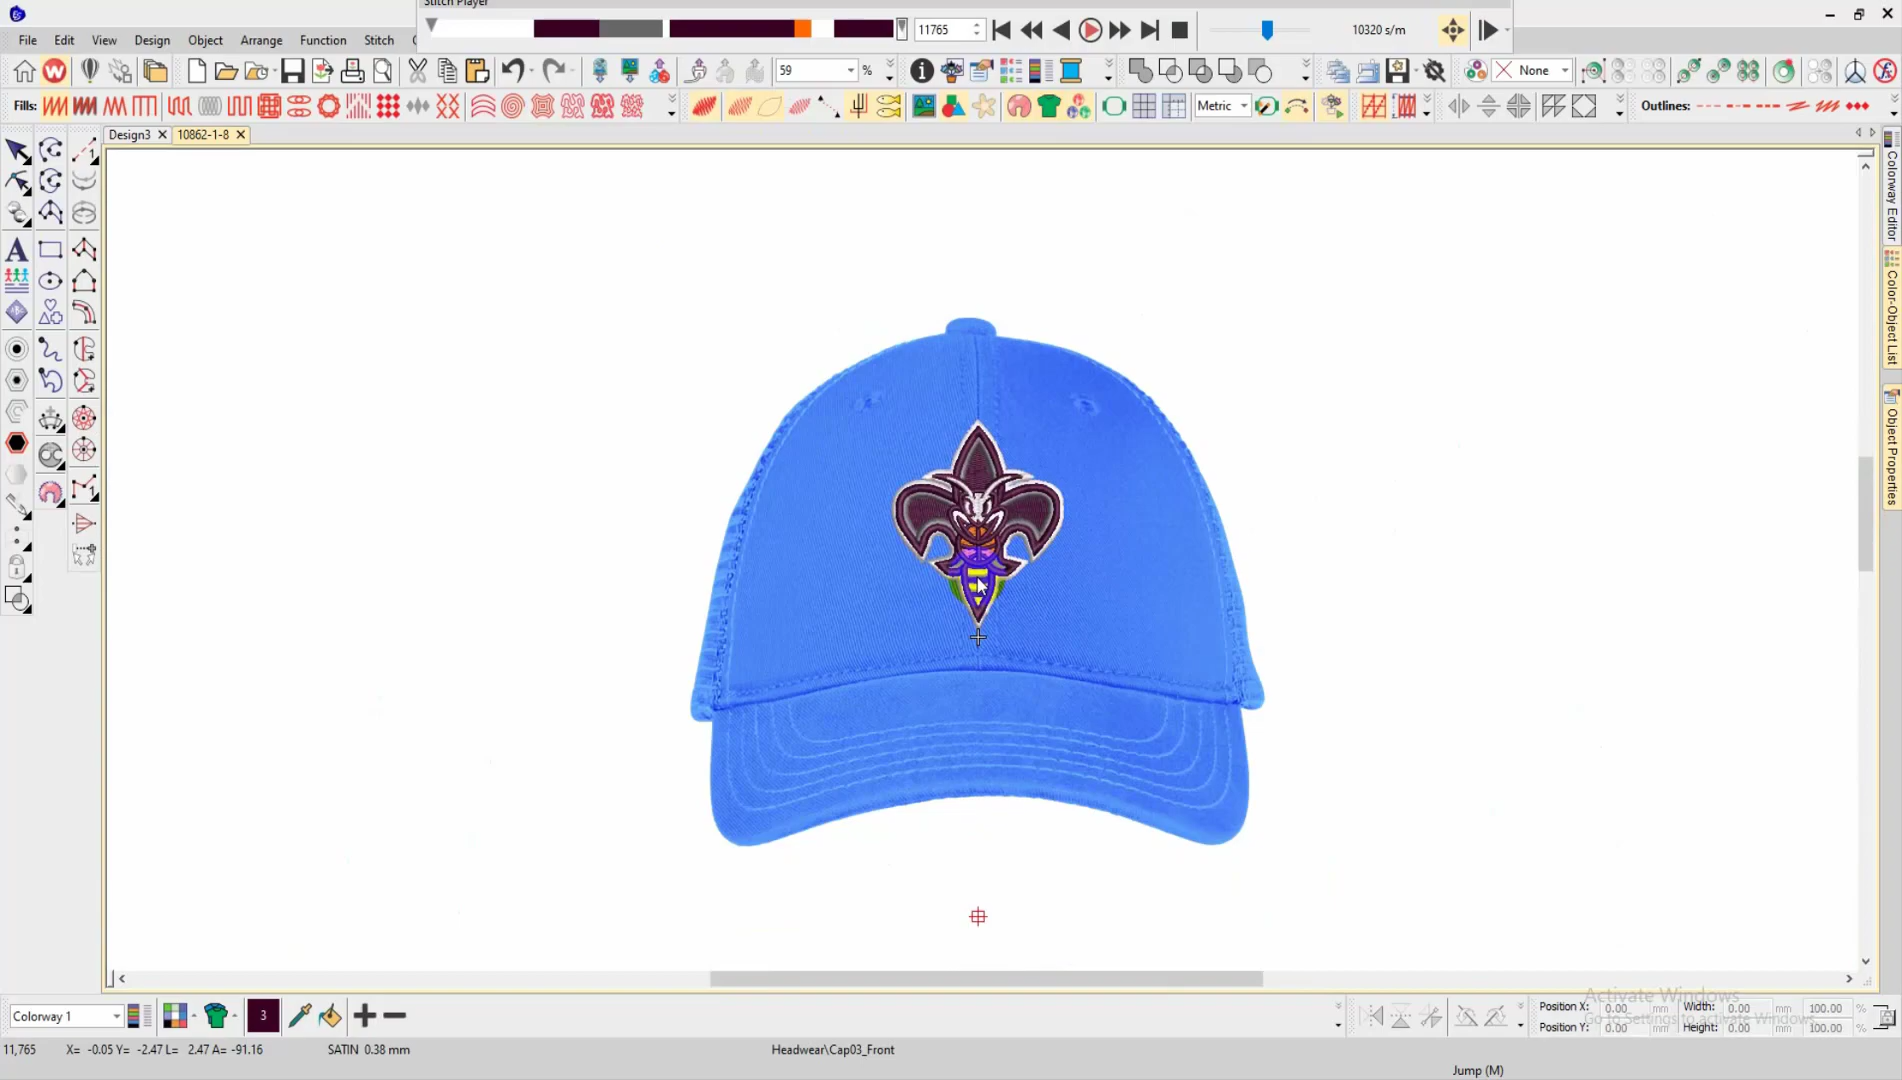 Stitch Player
11765
10320 s/m
File Edit View Design Object Arrange Function Stitch
59 %
None
Fills:
Metric
Outlines:
Design3
10862-1-8
Colorway Editor
Color-Object List
Object Properties
Activate Windows
Go to Settings to activate Windows.
Colorway 1
3
Position X: 0.00 mm Width: 0.00 mm 100.00 %
Position Y: 0.00 mm Height: 0.00 mm 100.00 %
11,765 X= -0.05 Y= -2.47 L= 2.47 A= -91.16 SATIN 0.38 mm Headwear\Cap03_Front
Jump (M)